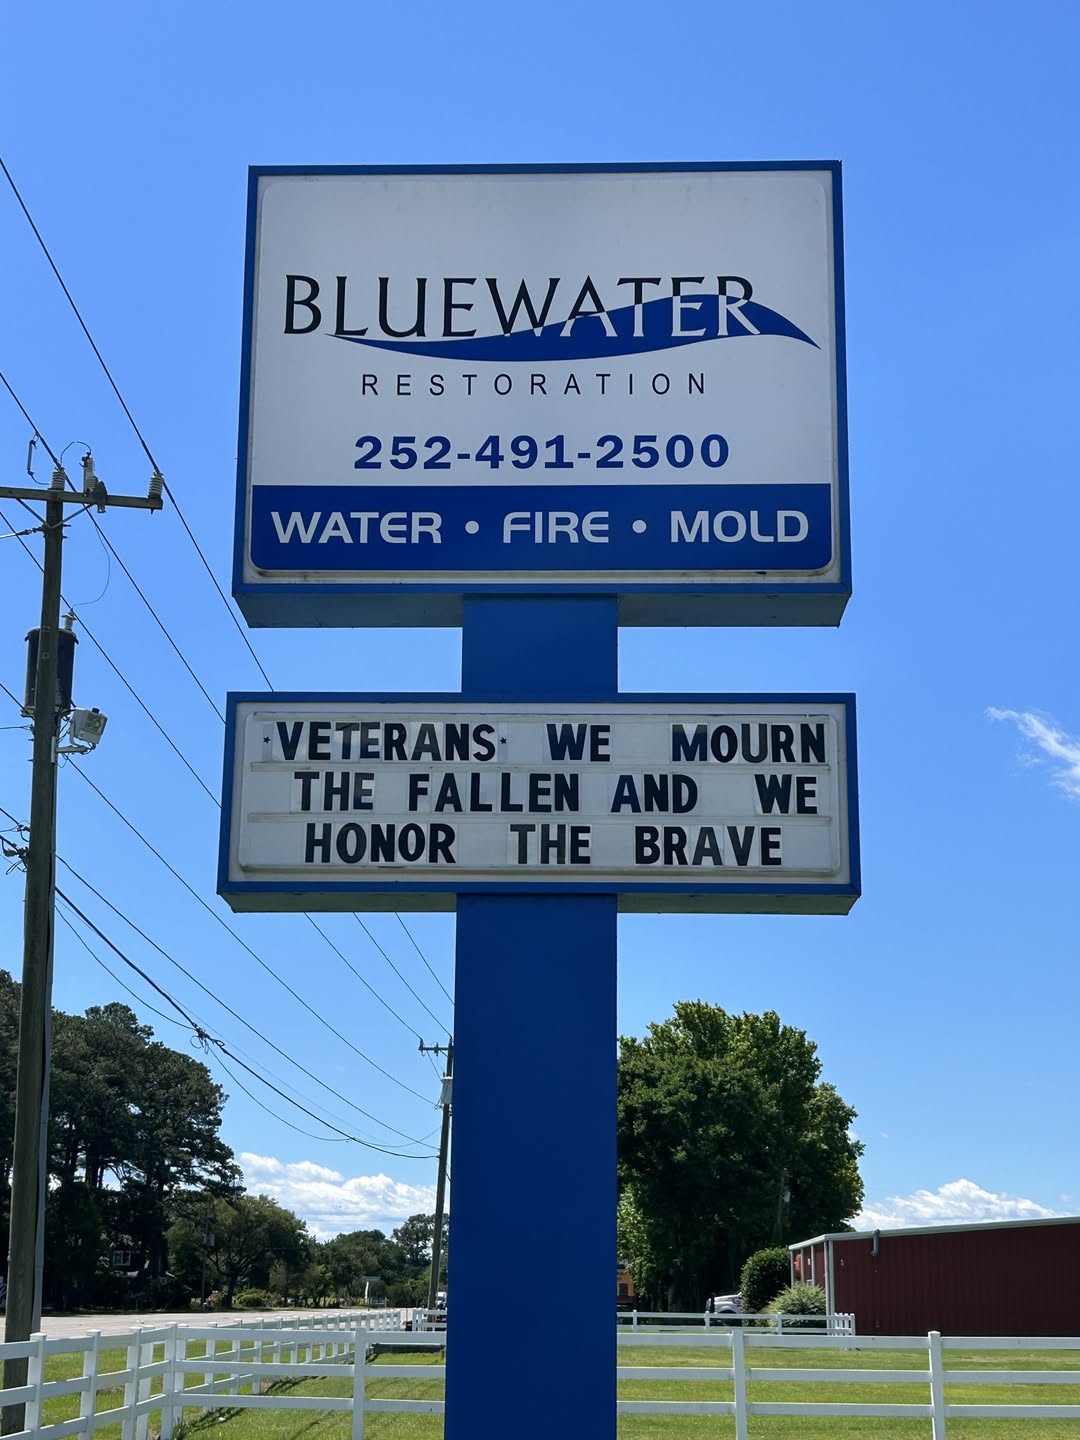 BLUEWATER
RESTORATION
252-491-2500
WATER • FIRE • MOLD
★VETERANS★ WE MOURN
THE FALLEN AND WE
HONOR THE BRAVE